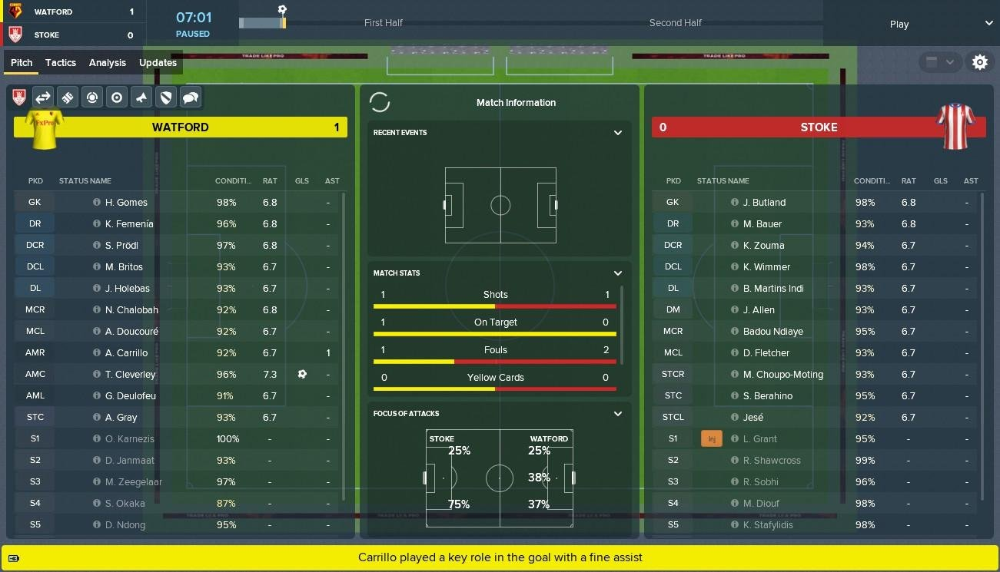 WATFORD 1
STOKE 0
07:01
PAUSED
First Half
Second Half
Play
Pitch Tactics Analysis Updates
TRADE LIKE PRO
TRADE LIKE PRO
FxPro
WATFORD 1
PKD STATUS NAME CONDITI... RAT GLS AST
GK H. Gomes 98% 6.8 -
DR K. Femenía 96% 6.8 -
DCR S. Prödl 97% 6.8 -
DCL M. Britos 93% 6.7 -
DL J. Holebas 93% 6.7 -
MCR N. Chalobah 92% 6.8 -
MCL A. Doucouré 92% 6.7 -
AMR A. Carrillo 92% 6.7 1
AMC T. Cleverley 96% 7.3 -
AML G. Deulofeu 91% 6.7 -
STC A. Gray 93% 6.7 -
S1 O. Karnezis 100% - -
S2 D. Janmaat 93% - -
S3 M. Zeegelaar 97% - -
S4 S. Okaka 87% - -
S5 D. Ndong 95% - -
Match Information
RECENT EVENTS
MATCH STATS
1 Shots 1
1 On Target 0
1 Fouls 2
0 Yellow Cards 0
FOCUS OF ATTACKS
STOKE WATFORD
25% 25%
38%
75% 37%
0 STOKE
PKD STATUS NAME CONDITI... RAT GLS AST
GK J. Butland 98% 6.8 -
DR M. Bauer 93% 6.8 -
DCR K. Zouma 94% 6.7 -
DCL K. Wimmer 98% 6.7 -
DL B. Martins Indi 93% 6.7 -
DM J. Allen 93% 6.7 -
MCR Badou Ndiaye 95% 6.7 -
MCL D. Fletcher 93% 6.7 -
STCR M. Choupo-Moting 93% 6.7 -
STC S. Berahino 95% 6.7 -
STCL Jesé 92% 6.7 -
S1 Inj L. Grant 95% - -
S2 R. Shawcross 99% - -
S3 R. Sobhi 96% - -
S4 M. Diouf 98% - -
S5 K. Stafylidis 98% - -
Carrillo played a key role in the goal with a fine assist